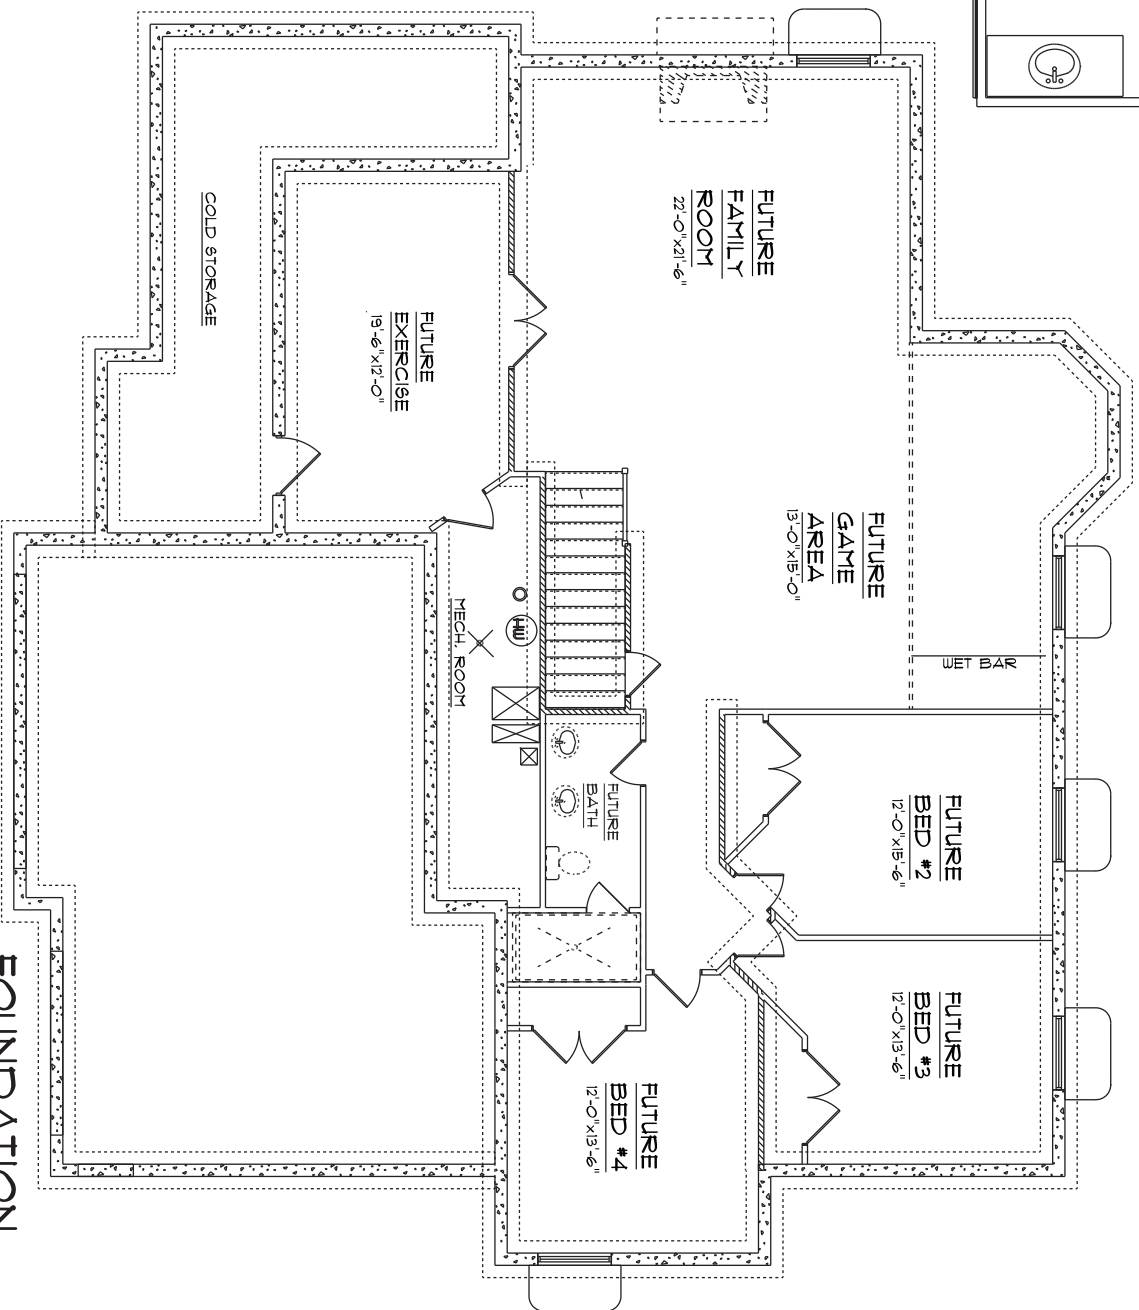 FUTURE
FAMILY
ROOM
22'-0"x21'-6"
COLD STORAGE
FUTURE
EXERCISE
19'-6"x12'-0"
FUTURE
GAME
AREA
13'-0"x15'-0"
WET BAR
HW
MECH. ROOM
FUTURE
BATH
FUTURE
BED #2
12'-0"x15'-6"
FUTURE
BED #3
12'-0"x13'-6"
FUTURE
BED #4
12'-0"x13'-6"
FOUNDATION